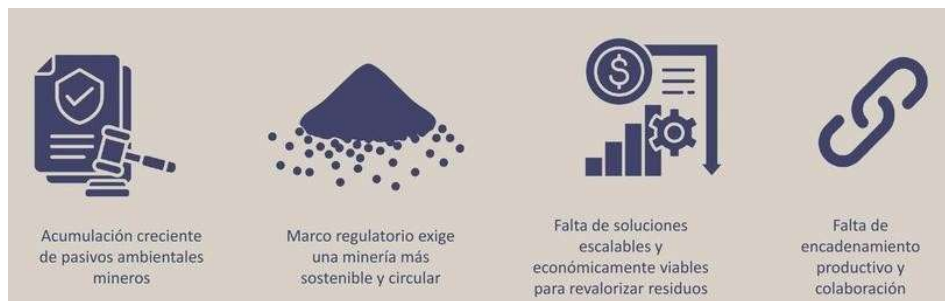 Acumulación creciente
de pasivos ambientales
mineros
Marco regulatorio exige
una minería más
sostenible y circular
Falta de soluciones
escalables y
económicamente viables
para revalorizar residuos
Falta de
encadenamiento
productivo y
colaboración